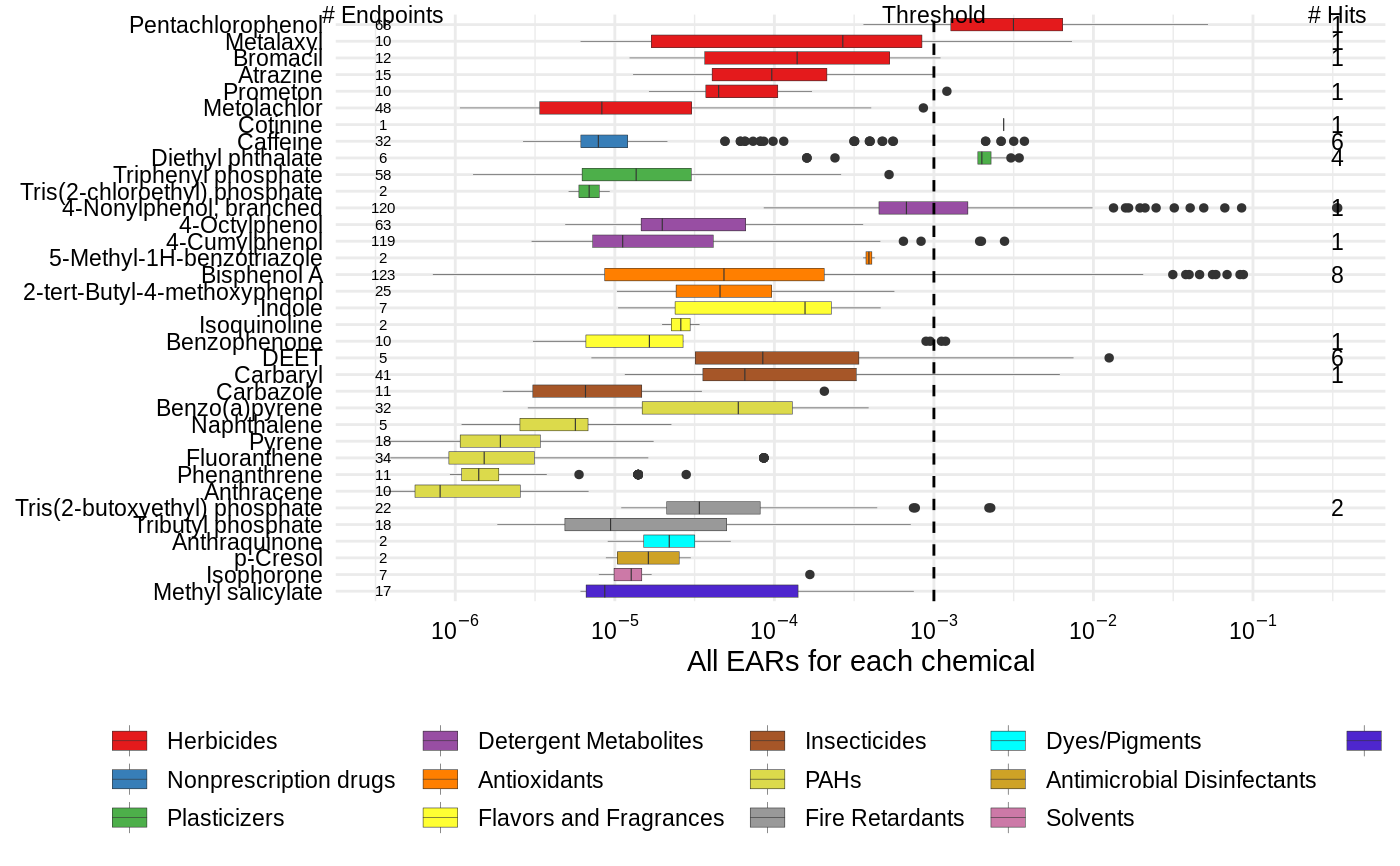 # Endpoints Threshold # Hits
Pentachlorophenol 68 1
Metalaxyl 10 1
Bromacil 12 1
Atrazine 15
Prometon 10 1
Metolachlor 48
Cotinine 1 1
Caffeine 32 6
Diethyl phthalate 6 4
Triphenyl phosphate 58
Tris(2-chloroethyl) phosphate 2
4-Nonylphenol, branched 120 1
4-Octylphenol 63
4-Cumylphenol 119 1
5-Methyl-1H-benzotriazole 2
Bisphenol A 123 8
2-tert-Butyl-4-methoxyphenol 25
Indole 7
Isoquinoline 2
Benzophenone 10 1
DEET 5 6
Carbaryl 41 1
Carbazole 11
Benzo(a)pyrene 32
Naphthalene 5
Pyrene 18
Fluoranthene 34
Phenanthrene 11
Anthracene 10
Tris(2-butoxyethyl) phosphate 22 2
Tributyl phosphate 18
Anthraquinone 2
p-Cresol 2
Isophorone 7
Methyl salicylate 17
10⁻⁶ 10⁻⁵ 10⁻⁴ 10⁻³ 10⁻² 10⁻¹
All EARs for each chemical
Herbicides Detergent Metabolites Insecticides Dyes/Pigments
Nonprescription drugs Antioxidants PAHs Antimicrobial Disinfectants
Plasticizers Flavors and Fragrances Fire Retardants Solvents